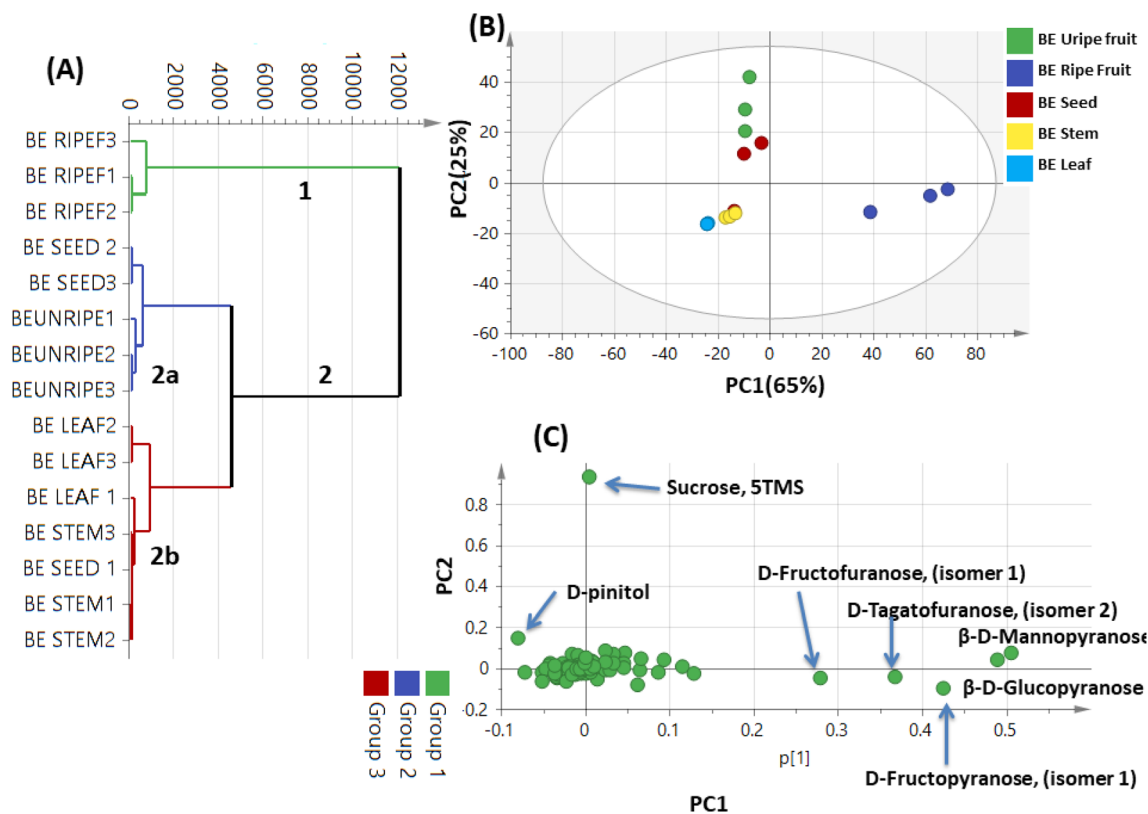 (A)
0
2000
4000
6000
8000
10000
12000
BE RIPEF3
BE RIPEF1
BE RIPEF2
BE SEED 2
BE SEED3
BEUNRIPE1
BEUNRIPE2
BEUNRIPE3
BE LEAF2
BE LEAF3
BE LEAF 1
BE STEM3
BE SEED 1
BE STEM1
BE STEM2
1
2
2a
2b
Group 3
Group 2
Group 1
(B)
BE Uripe fruit
BE Ripe Fruit
BE Seed
BE Stem
BE Leaf
PC2(.25%)
40
20
0
-20
-40
-60
-100
-80
-60
-40
-20
0
20
40
60
80
PC1(65%)
(C)
PC2
0.8
0.6
0.4
0.2
0
-0.2
Sucrose, 5TMS
D-pinitol
D-Fructofuranose, (isomer 1)
D-Tagatofuranose, (isomer 2)
β-D-Mannopyranose
β-D-Glucopyranose
D-Fructopyranose, (isomer 1)
-0.1
0
0.1
0.2
0.3
0.4
0.5
p[1]
PC1